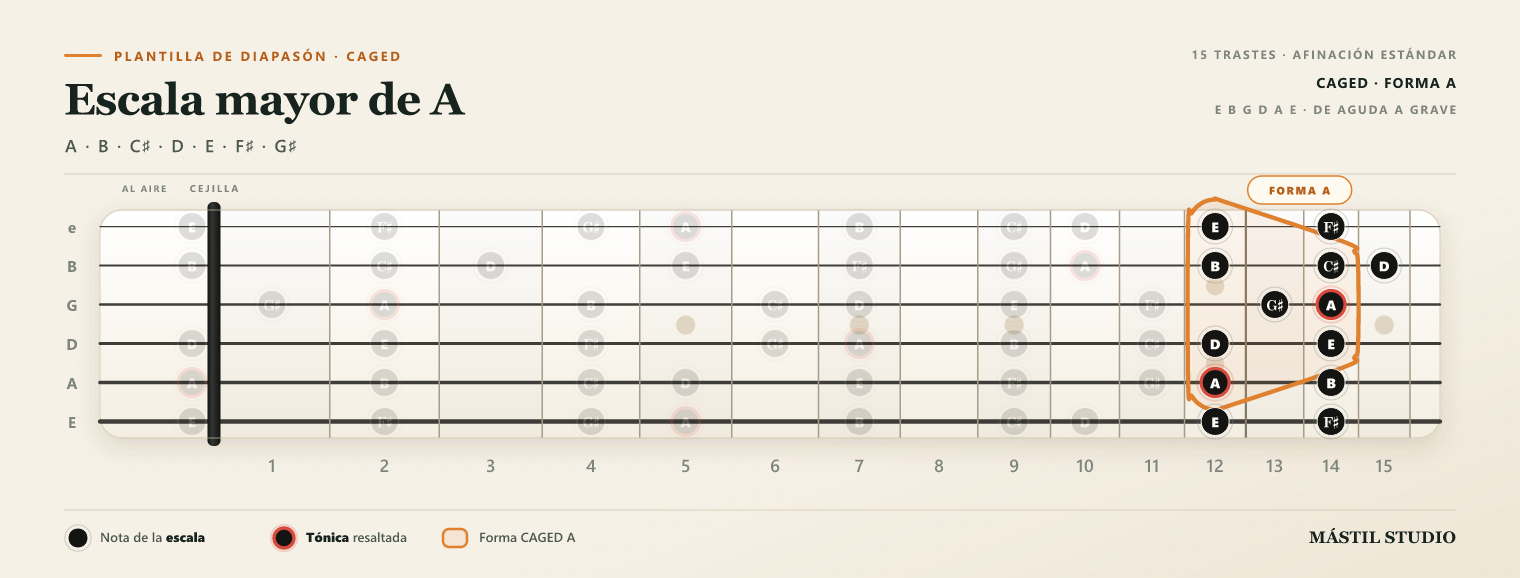 PLANTILLA DE DIAPASÓN · CAGED
Escala mayor de A
A · B · C♯ · D · E · F♯ · G♯
15 TRASTES · AFINACIÓN ESTÁNDAR
CAGED · FORMA A
E B G D A E · DE AGUDA A GRAVE
AL AIRE CEJILLA
FORMA A
e E F♯ G♯ A B C♯ D E F♯
B B C♯ D E F♯ G♯ A B C♯ D
G G♯ A B C♯ D E F♯ G♯ A
D D E F♯ G♯ A B C♯ D E
A A B C♯ D E F♯ G♯ A B
E E F♯ G♯ A B C♯ D E F♯
1 2 3 4 5 6 7 8 9 10 11 12 13 14 15
Nota de la escala Tónica resaltada Forma CAGED A
MÁSTIL STUDIO